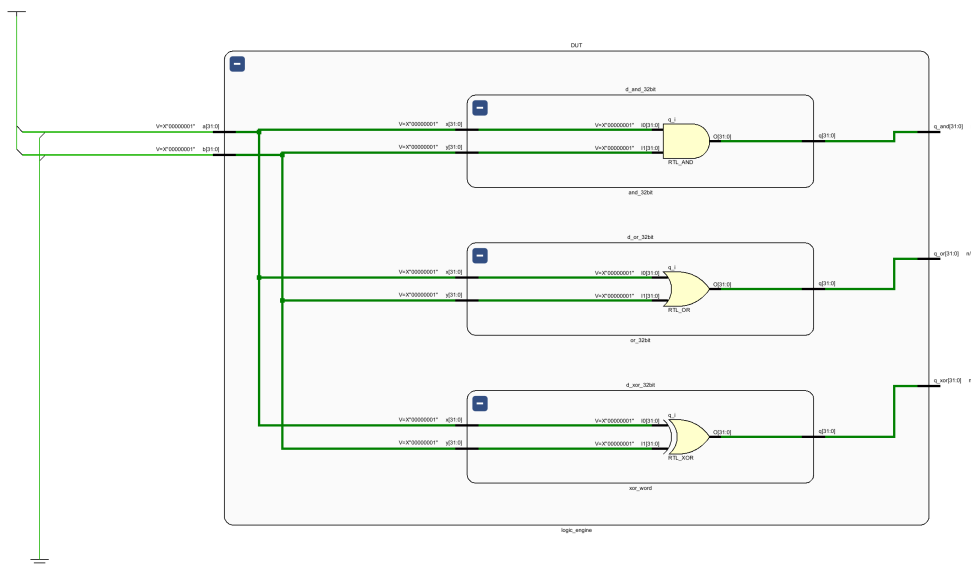 DUT
d_and_32bit
q_i
V=X"00000001" a[31:0]
V=X"00000001" x[31:0]
V=X"00000001" I0[31:0]
O[31:0]
q[31:0]
q_and[31:0]
V=X"00000001" b[31:0]
V=X"00000001" y[31:0]
V=X"00000001" I1[31:0]
RTL_AND
and_32bit
d_or_32bit
q_i
q_or[31:0]
V=X"00000001" x[31:0]
V=X"00000001" I0[31:0]
O[31:0]
q[31:0]
V=X"00000001" y[31:0]
V=X"00000001" I1[31:0]
RTL_OR
or_32bit
d_xor_32bit
q_xor[31:0]
q_i
V=X"00000001" x[31:0]
V=X"00000001" I0[31:0]
O[31:0]
q[31:0]
V=X"00000001" y[31:0]
V=X"00000001" I1[31:0]
RTL_XOR
xor_word
logic_engine